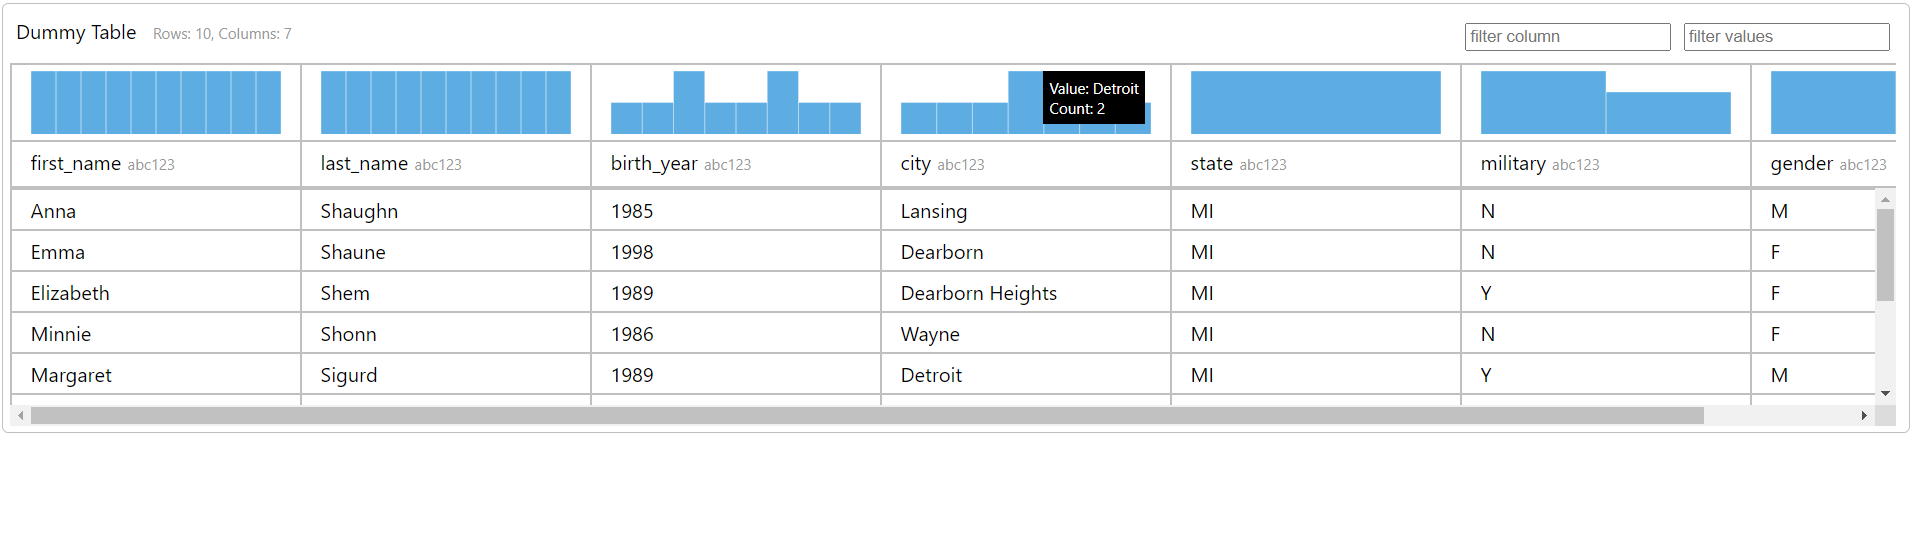 Dummy Table Rows: 10, Columns: 7 filter column filter values
Value: Detroit
Count: 2
first_name abc123 last_name abc123 birth_year abc123 city abc123 state abc123 military abc123 gender abc123
Anna Shaughn 1985 Lansing MI N M
Emma Shaune 1998 Dearborn MI N F
Elizabeth Shem 1989 Dearborn Heights MI Y F
Minnie Shonn 1986 Wayne MI N F
Margaret Sigurd 1989 Detroit MI Y M